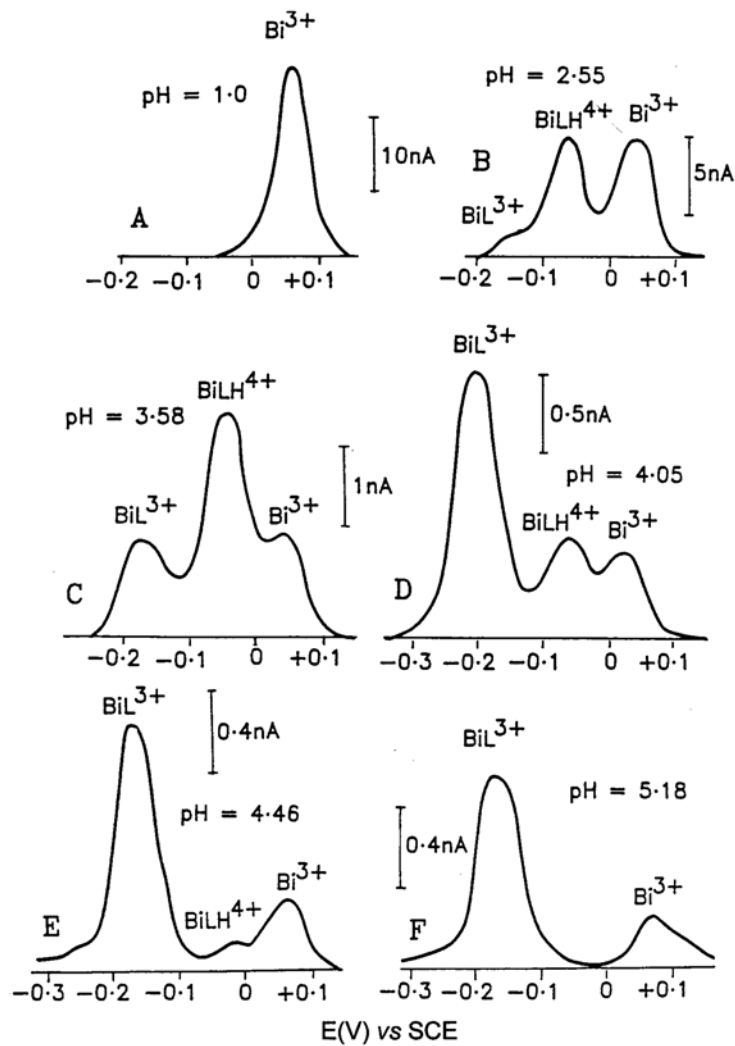 Bi3+
pH = 1·0
10nA
A
−0·2 −0·1 0 +0·1
pH = 2·55
BiLH4+ Bi3+
B
5nA
BiL3+
−0·2 −0·1 0 +0·1
BiLH4+
pH = 3·58
1nA
BiL3+ Bi3+
C
−0·2 −0·1 0 +0·1
BiL3+
0·5nA
pH = 4·05
BiLH4+ Bi3+
D
−0·3 −0·2 −0·1 0 +0·1
BiL3+
0·4nA
pH = 4·46
Bi3+
E BiLH4+
−0·3 −0·2 −0·1 0 +0·1
BiL3+
pH = 5·18
0·4nA
Bi3+
F
−0·3 −0·2 −0·1 0 +0·1
E(V) vs SCE